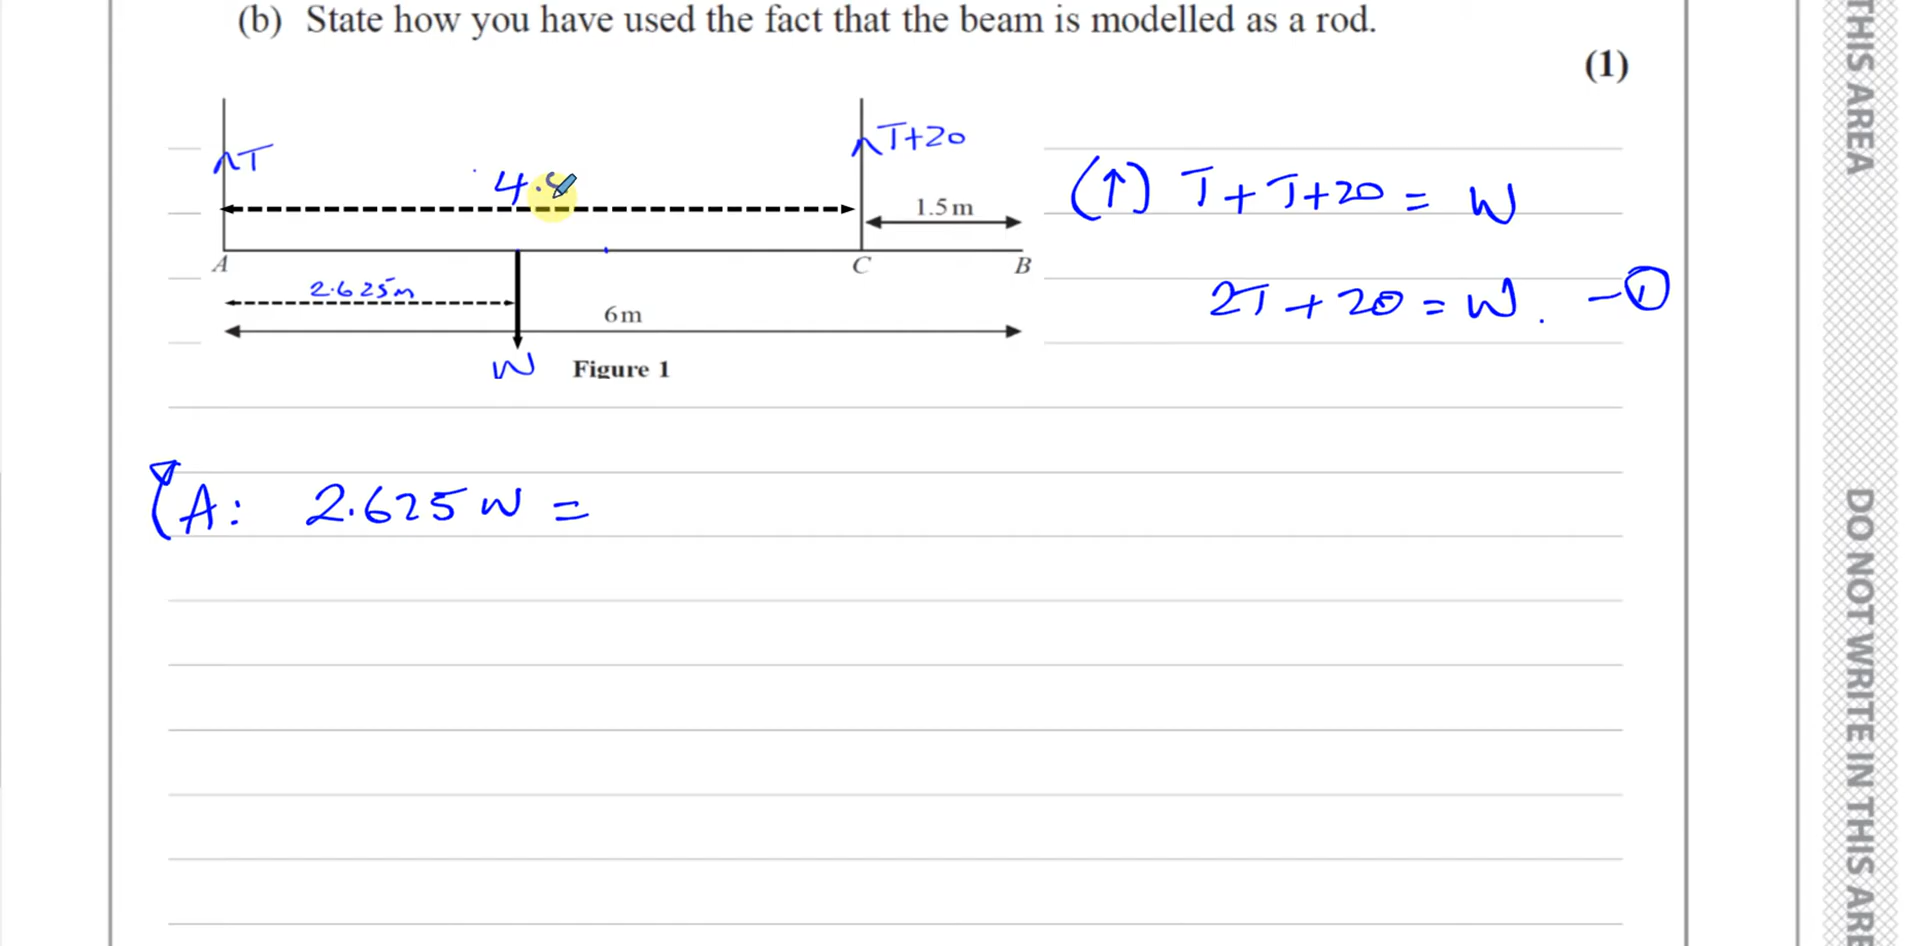 (b) State how you have used the fact that the beam is modelled as a rod.
(1)
T
T+20
4.5
1.5 m
A
C
B
2.625m
6 m
W
Figure 1
(↑) T + T+20 = W
2T + 20 = W. -①
A: 2.625 W =
THIS AREA
DO NOT WRITE IN THIS ARE